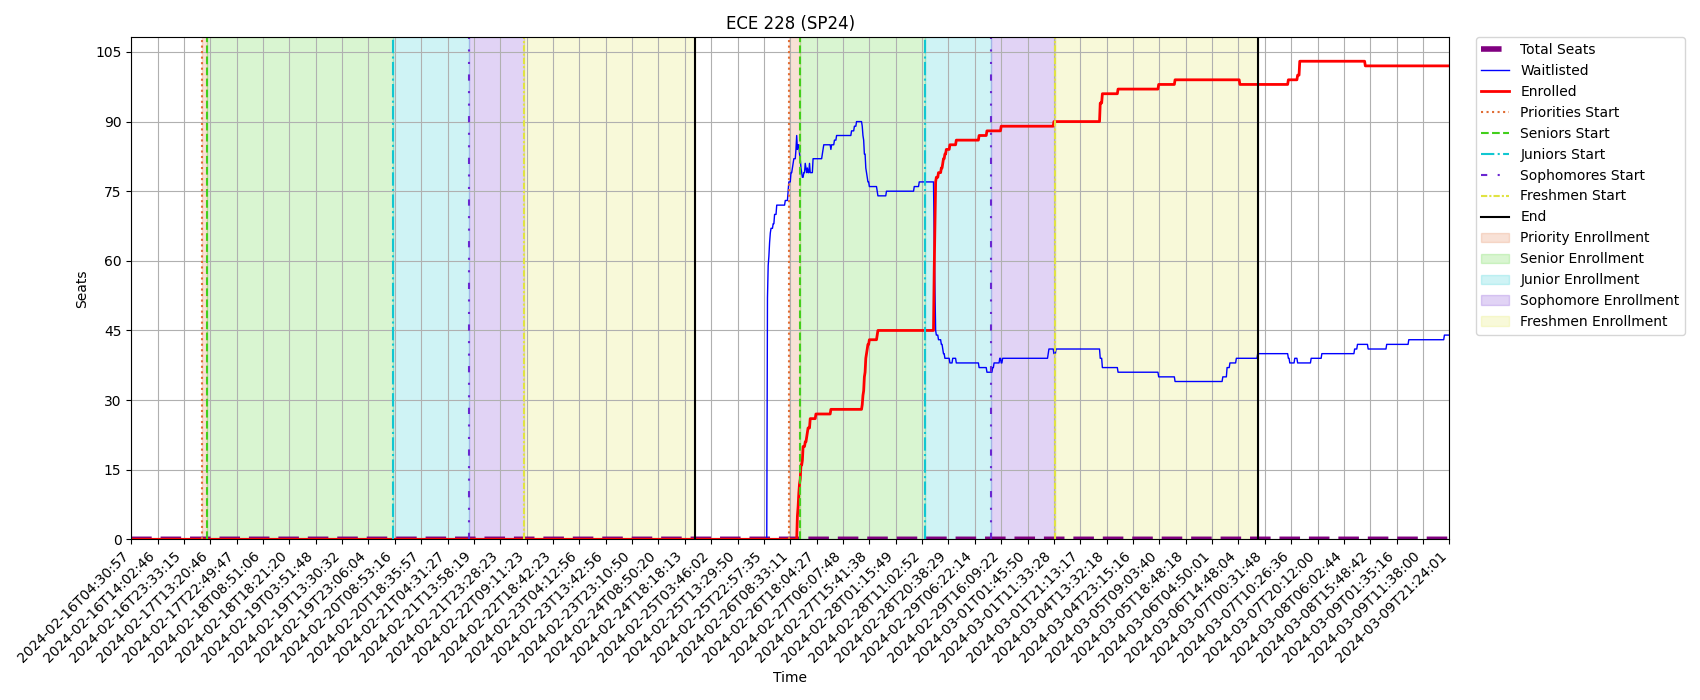 ECE 228 (SP24)
105
90
75
60
45
30
15
0
Seats
Time
2024-02-16T04:30:57
2024-02-16T14:02:46
2024-02-16T23:33:15
2024-02-17T13:20:46
2024-02-17T22:49:47
2024-02-18T08:51:06
2024-02-18T18:21:20
2024-02-19T03:51:48
2024-02-19T13:30:32
2024-02-19T23:06:04
2024-02-20T08:53:16
2024-02-20T18:35:57
2024-02-21T04:31:27
2024-02-21T13:58:19
2024-02-21T23:28:23
2024-02-22T09:11:23
2024-02-22T18:42:23
2024-02-23T04:12:56
2024-02-23T13:42:56
2024-02-23T23:10:50
2024-02-24T08:50:20
2024-02-24T18:18:13
2024-02-25T03:46:02
2024-02-25T13:29:50
2024-02-25T22:57:35
2024-02-26T08:33:11
2024-02-26T18:04:27
2024-02-27T06:07:48
2024-02-27T15:41:38
2024-02-28T01:15:49
2024-02-28T11:02:52
2024-02-28T20:38:29
2024-02-29T06:22:14
2024-02-29T16:09:22
2024-03-01T01:45:50
2024-03-01T11:33:28
2024-03-01T21:13:17
2024-03-04T13:32:18
2024-03-04T23:15:16
2024-03-05T09:03:40
2024-03-05T18:48:18
2024-03-06T04:50:01
2024-03-06T14:48:04
2024-03-07T00:31:48
2024-03-07T10:26:36
2024-03-07T20:12:00
2024-03-08T06:02:44
2024-03-08T15:48:42
2024-03-09T01:35:16
2024-03-09T11:38:00
2024-03-09T21:24:01
Total Seats
Waitlisted
Enrolled
Priorities Start
Seniors Start
Juniors Start
Sophomores Start
Freshmen Start
End
Priority Enrollment
Senior Enrollment
Junior Enrollment
Sophomore Enrollment
Freshmen Enrollment